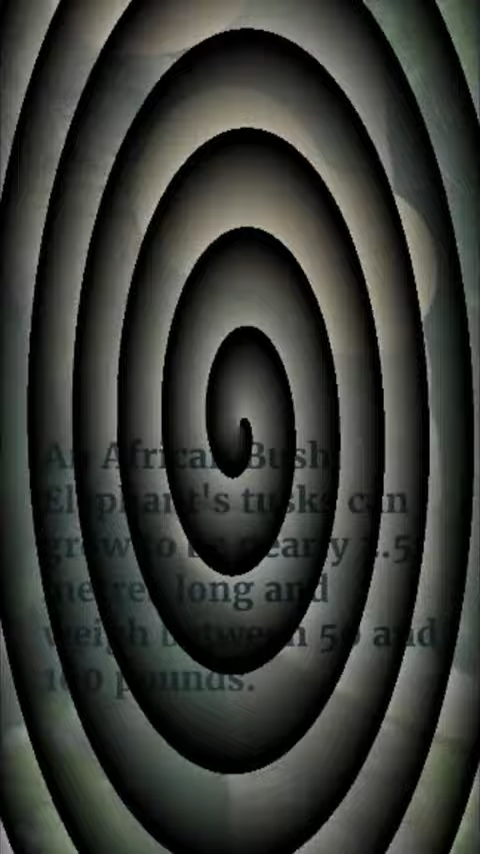 An African Bush
Elephant's tusks can
grow to be nearly .5
metres long and
weigh between 50 and
100 pounds.